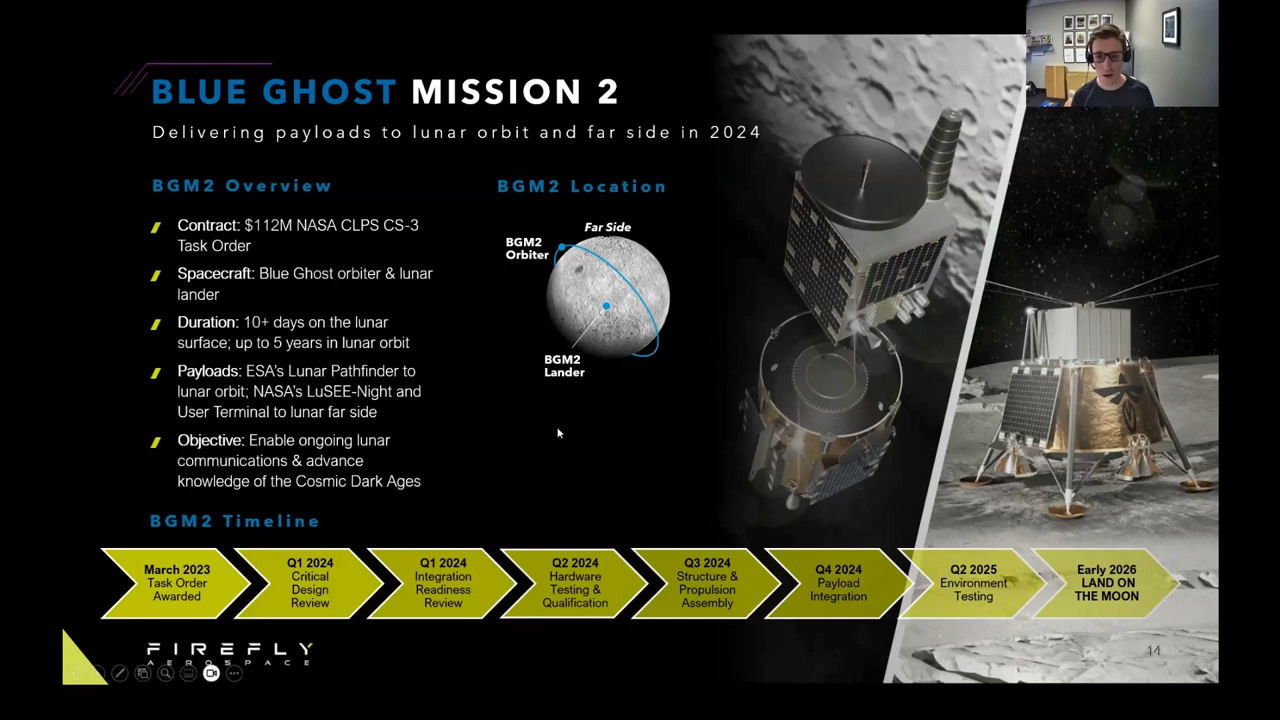 BLUE GHOST MISSION 2
Delivering payloads to lunar orbit and far side in 2024
BGM2 Overview
Contract: $112M NASA CLPS CS-3
Task Order
Spacecraft: Blue Ghost orbiter & lunar
lander
Duration: 10+ days on the lunar
surface; up to 5 years in lunar orbit
Payloads: ESA's Lunar Pathfinder to
lunar orbit; NASA's LuSEE-Night and
User Terminal to lunar far side
Objective: Enable ongoing lunar
communications & advance
knowledge of the Cosmic Dark Ages
BGM2 Location
Far Side
BGM2
Orbiter
BGM2
Lander
BGM2 Timeline
March 2023
Task Order
Awarded
Q1 2024
Critical
Design
Review
Q1 2024
Integration
Readiness
Review
Q2 2024
Hardware
Testing &
Qualification
Q3 2024
Structure &
Propulsion
Assembly
Q4 2024
Payload
Integration
Q2 2025
Environment
Testing
Early 2026
LAND ON
THE MOON
FIREFLY
AEROSPACE
14